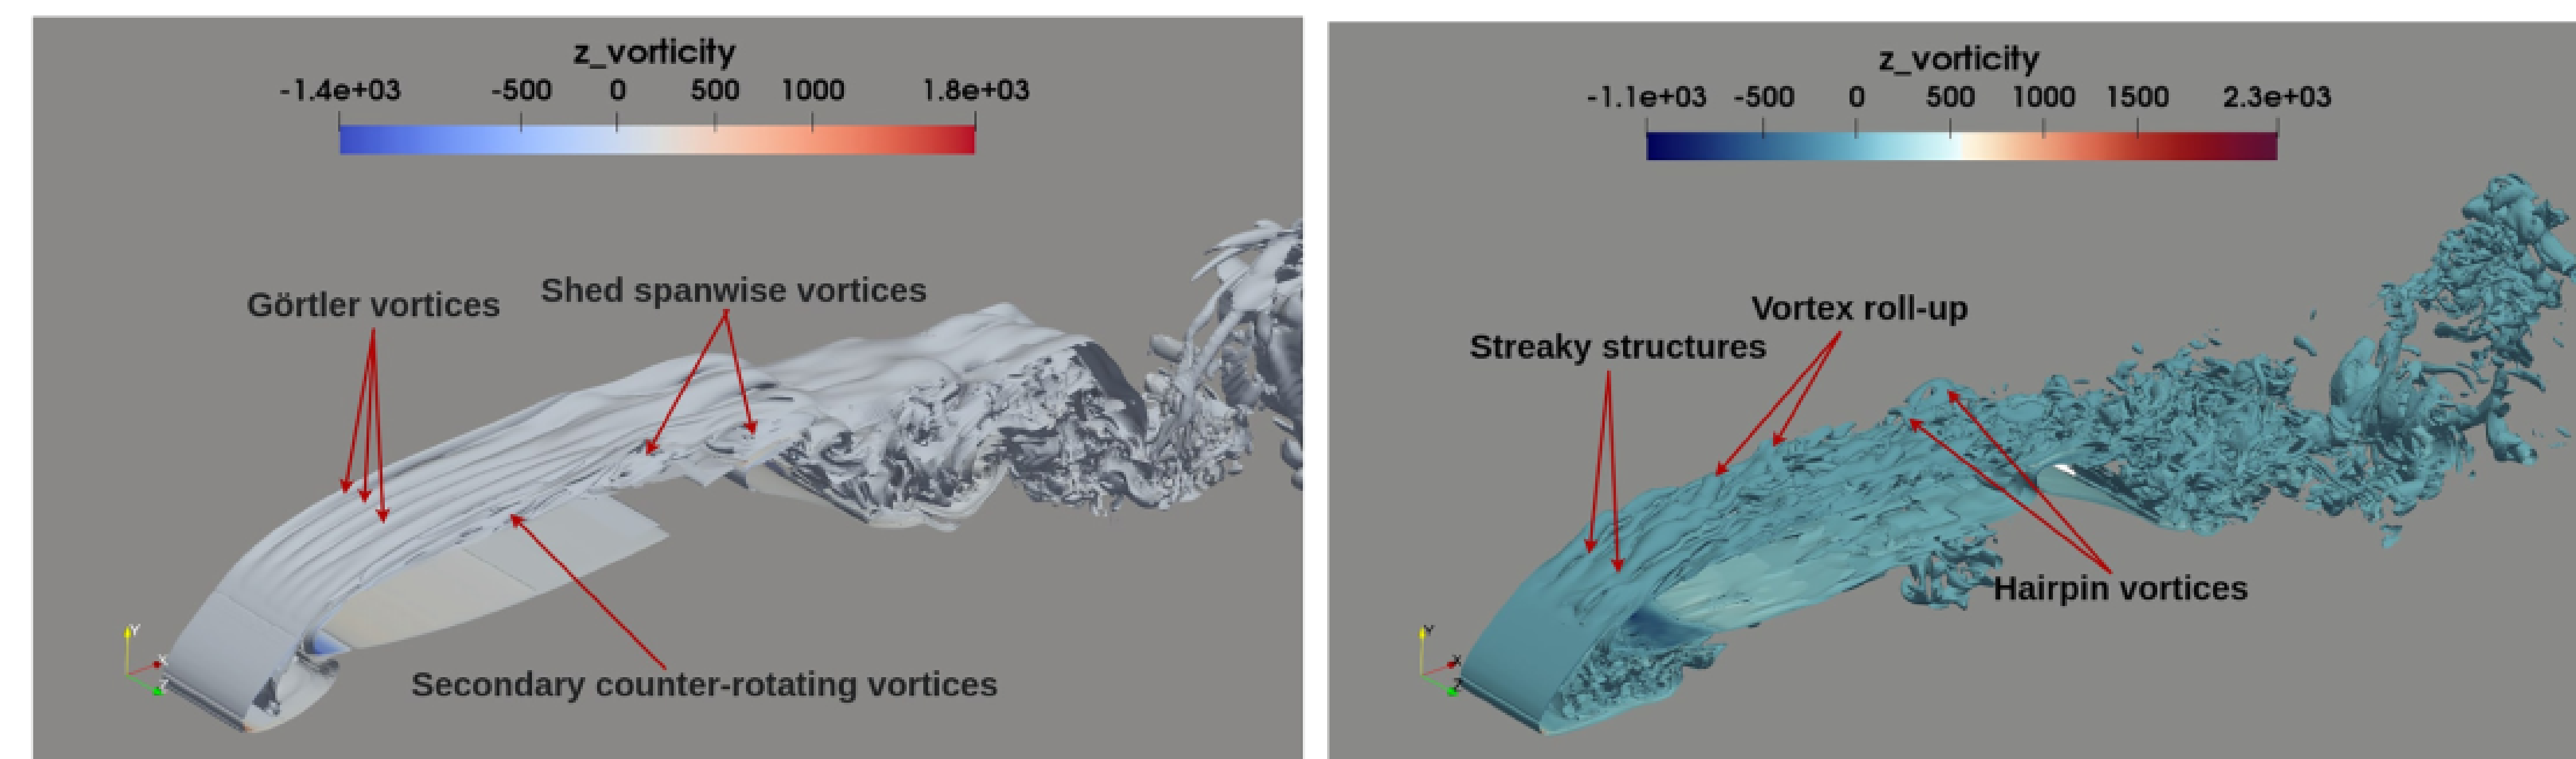 z_vorticity
-1.4e+03 -500 0 500 1000 1.8e+03
Görtler vortices
Shed spanwise vortices
Secondary counter-rotating vortices
Y
X
Z
z_vorticity
-1.1e+03 -500 0 500 1000 1500 2.3e+03
Vortex roll-up
Streaky structures
Hairpin vortices
Y
X
Z